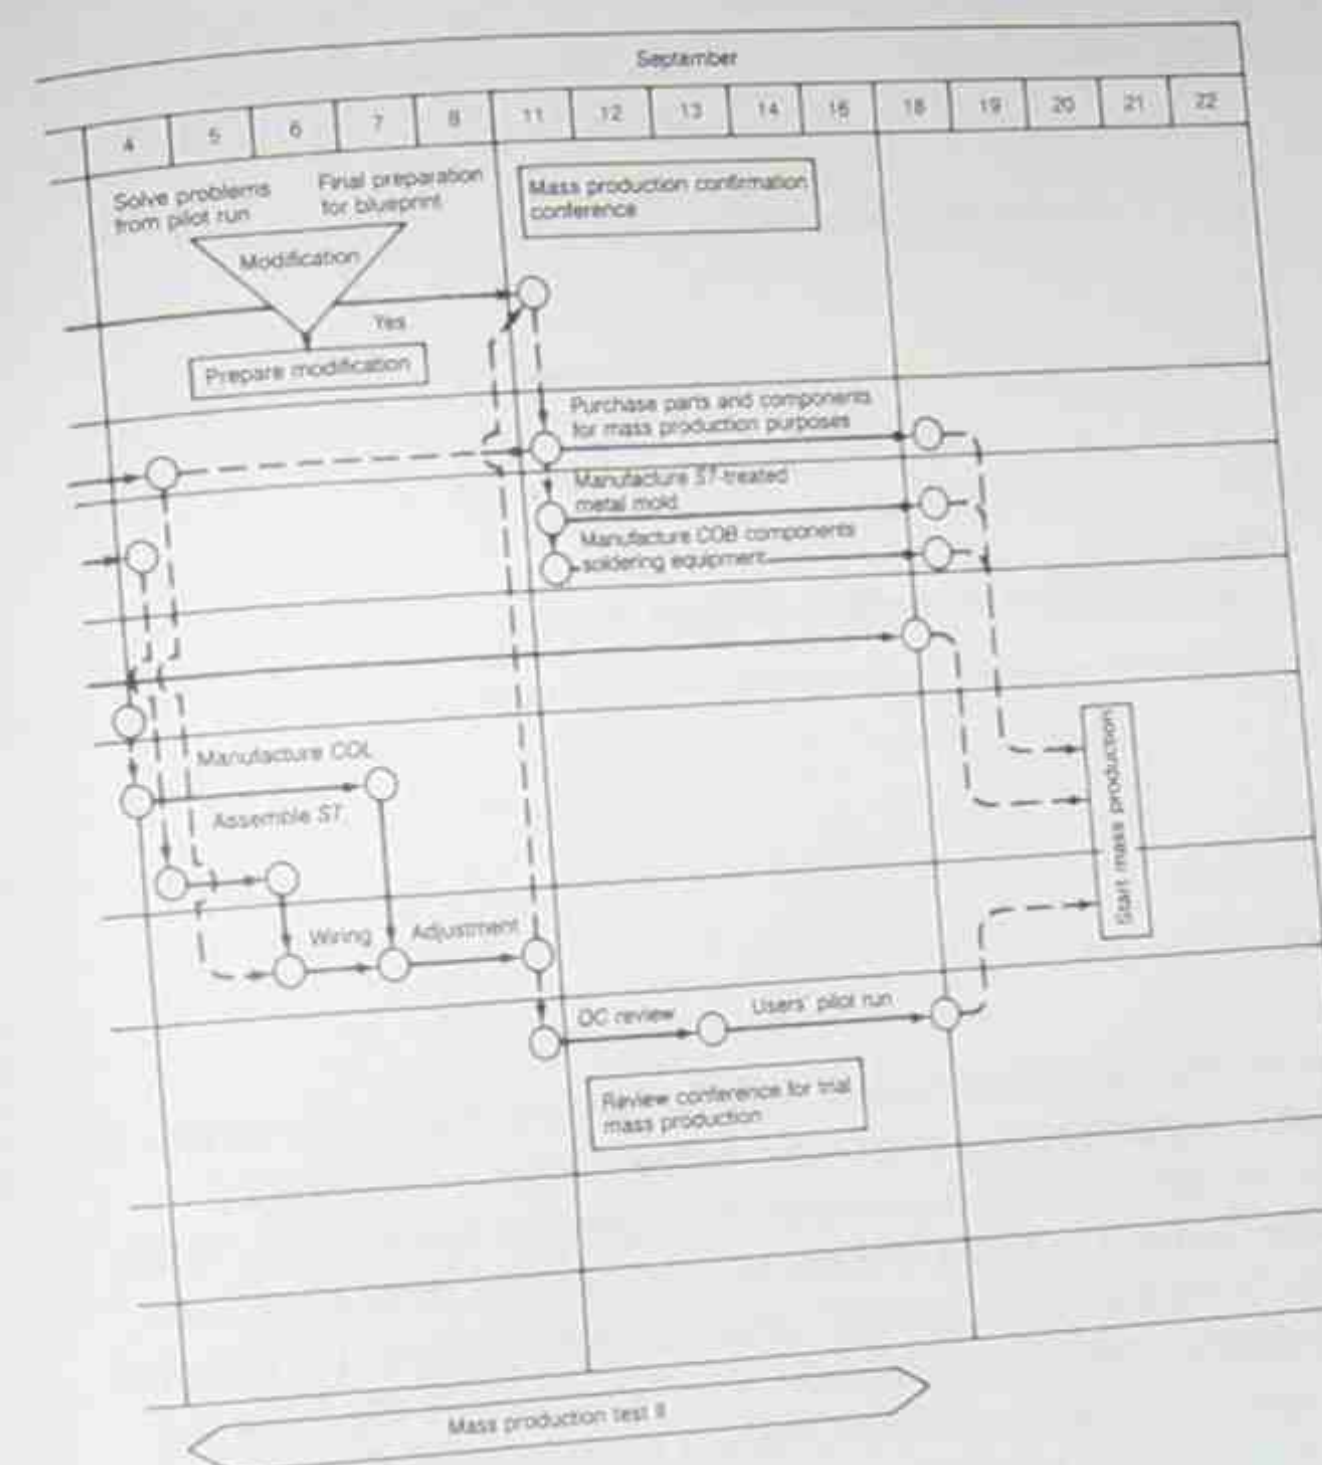 September
4 5 6 7 8 11 12 13 14 15 18 19 20 21 22
Solve problems
from pilot run
Final preparation
for blueprint
Mass production confirmation
conference
Modification
Yes
Prepare modification
Purchase parts and components
for mass production purposes
Manufacture ST-treated
metal mold
Manufacture COB components
soldering equipment
Manufacture COL
Assemble ST
Start mass production
Wiring
Adjustment
QC review
Users' pilot run
Review conference for trial
mass production
Mass production test II